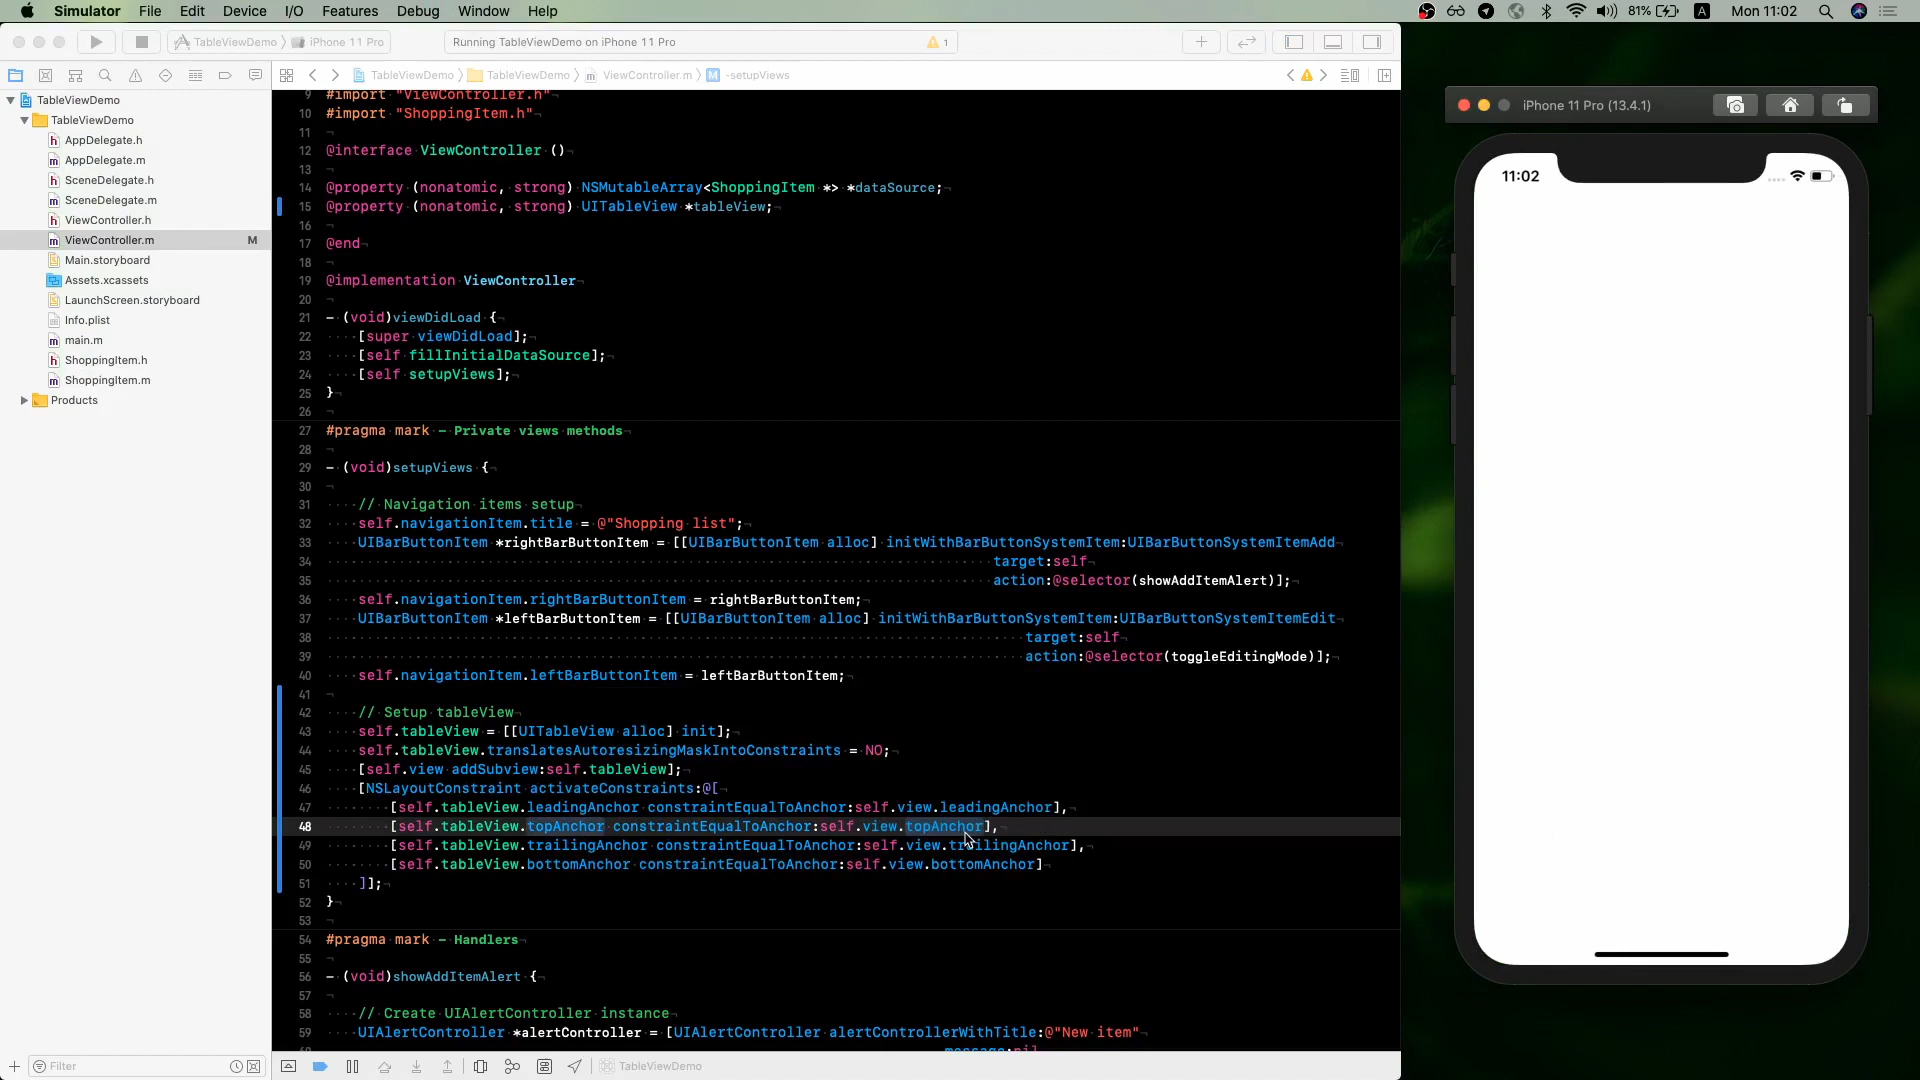 Simulator File Edit Device I/O Features Debug Window Help
81% A Mon 11:02
TableViewDemo iPhone 11 Pro
Running TableViewDemo on iPhone 11 Pro
1
TableViewDemo TableViewDemo ViewController.m M -setupViews
TableViewDemo
TableViewDemo
h AppDelegate.h
m AppDelegate.m
h SceneDelegate.h
m SceneDelegate.m
h ViewController.h
m ViewController.m M
Main.storyboard
Assets.xcassets
LaunchScreen.storyboard
Info.plist
m main.m
h ShoppingItem.h
m ShoppingItem.m
Products
Filter
9 #import "ViewController.h"
10 #import "ShoppingItem.h"
11
12 @interface ViewController ()
13
14 @property (nonatomic, strong) NSMutableArray<ShoppingItem *> *dataSource;
15 @property (nonatomic, strong) UITableView *tableView;
16
17 @end
18
19 @implementation ViewController
20
21 - (void)viewDidLoad {
22 [super viewDidLoad];
23 [self fillInitialDataSource];
24 [self setupViews];
25 }
26
27 #pragma mark - Private views methods
28
29 - (void)setupViews {
30
31 // Navigation items setup
32 self.navigationItem.title = @"Shopping list";
33 UIBarButtonItem *rightBarButtonItem = [[UIBarButtonItem alloc] initWithBarButtonSystemItem:UIBarButtonSystemItemAdd
34 target:self
35 action:@selector(showAddItemAlert)];
36 self.navigationItem.rightBarButtonItem = rightBarButtonItem;
37 UIBarButtonItem *leftBarButtonItem = [[UIBarButtonItem alloc] initWithBarButtonSystemItem:UIBarButtonSystemItemEdit
38 target:self
39 action:@selector(toggleEditingMode)];
40 self.navigationItem.leftBarButtonItem = leftBarButtonItem;
41
42 // Setup tableView
43 self.tableView = [[UITableView alloc] init];
44 self.tableView.translatesAutoresizingMaskIntoConstraints = NO;
45 [self.view addSubview:self.tableView];
46 [NSLayoutConstraint activateConstraints:@[
47 [self.tableView.leadingAnchor constraintEqualToAnchor:self.view.leadingAnchor],
48 [self.tableView.topAnchor constraintEqualToAnchor:self.view.topAnchor],
49 [self.tableView.trailingAnchor constraintEqualToAnchor:self.view.trailingAnchor],
50 [self.tableView.bottomAnchor constraintEqualToAnchor:self.view.bottomAnchor]
51 ]];
52 }
53
54 #pragma mark - Handlers
55
56 - (void)showAddItemAlert {
57
58 // Create UIAlertController instance
59 UIAlertController *alertController = [UIAlertController alertControllerWithTitle:@"New item"
message:nil
TableViewDemo
iPhone 11 Pro (13.4.1)
11:02